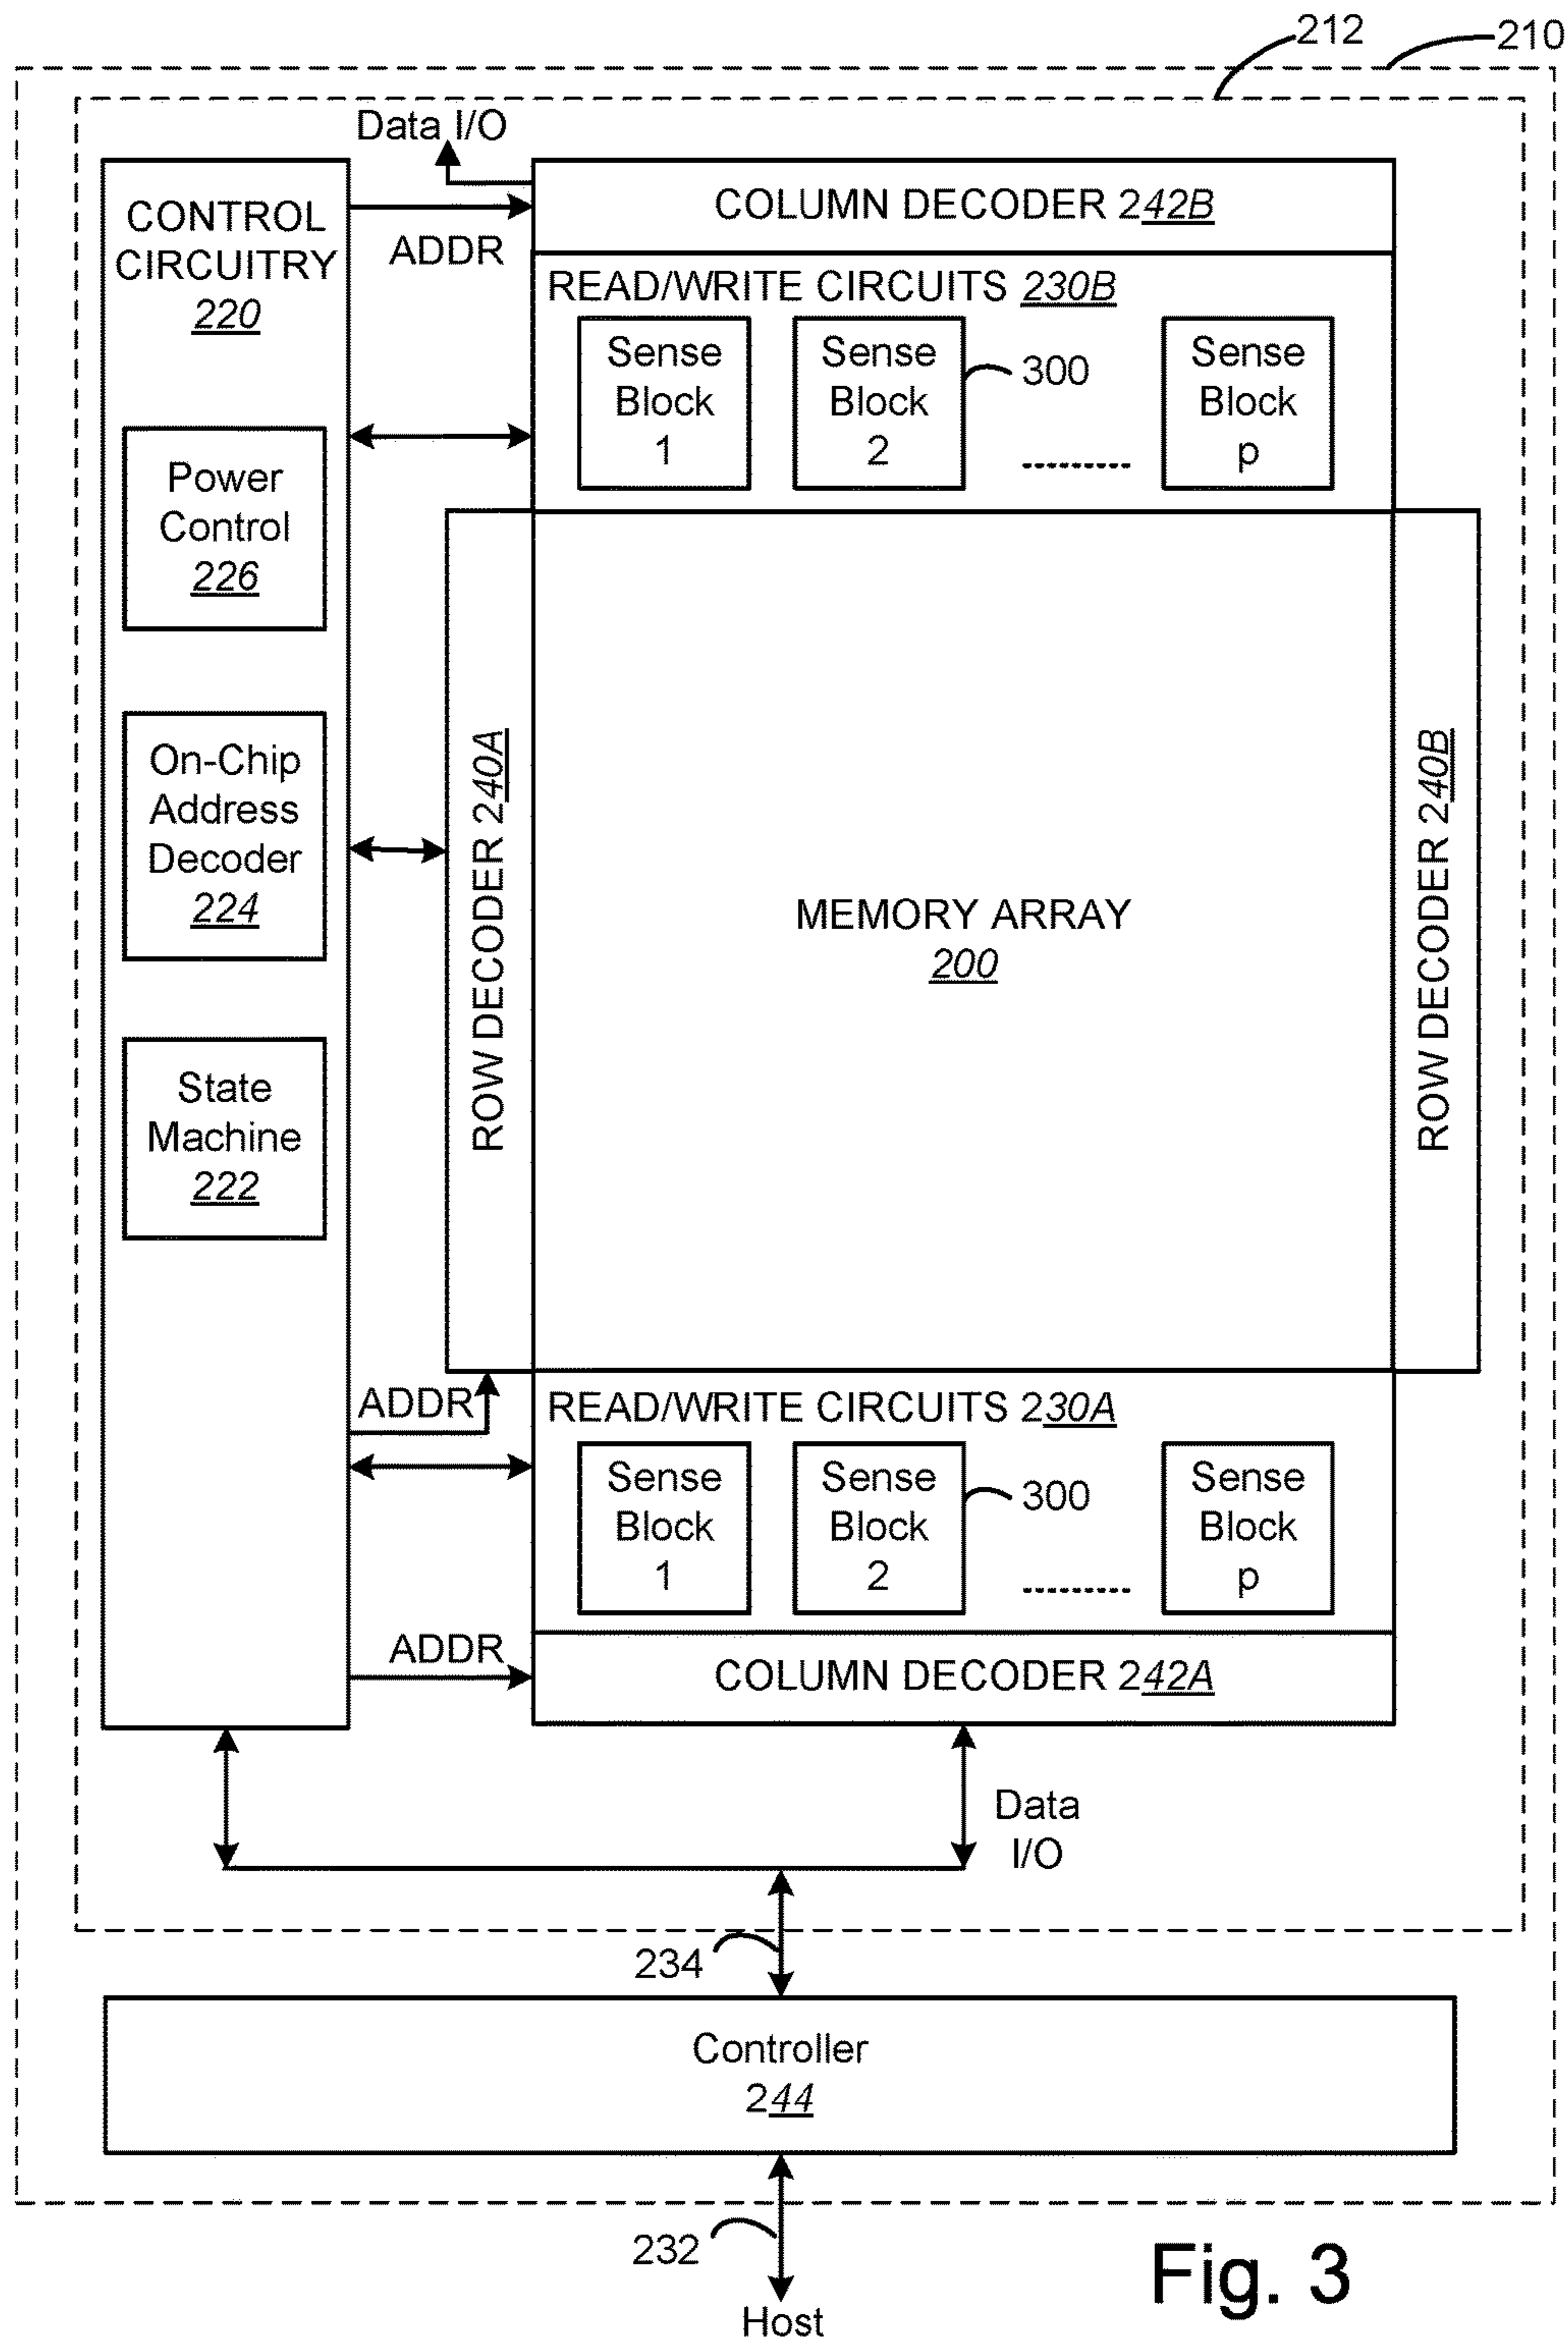 212
210
Data I/O
CONTROL
CIRCUITRY
220
ADDR
COLUMN DECODER 242B
READ/WRITE CIRCUITS 230B
Sense
Block
1
Sense
Block
2
300
.........
Sense
Block
p
Power
Control
226
On-Chip
Address
Decoder
224
State
Machine
222
ROW DECODER 240A
MEMORY ARRAY
200
ROW DECODER 240B
ADDR
READ/WRITE CIRCUITS 230A
Sense
Block
1
Sense
Block
2
300
.........
Sense
Block
p
ADDR
COLUMN DECODER 242A
Data
I/O
234
Controller
244
232
Host
Fig. 3